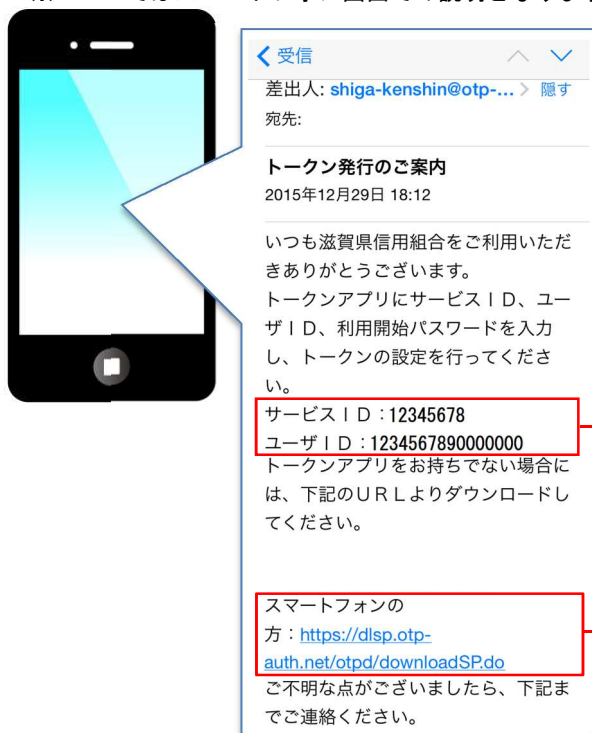 受信
差出人: shiga-kenshin@otp-... 隠す
宛先:
トークン発行のご案内
2015年12月29日 18:12
いつも滋賀県信用組合をご利用いただ
きありがとうございます。
トークンアプリにサービスＩＤ、ユー
ザＩＤ、利用開始パスワードを入力
し、トークンの設定を行ってくださ
い。
サービスＩＤ：12345678
ユーザＩＤ：1234567890000000
トークンアプリをお持ちでない場合に
は、下記のＵＲＬよりダウンロードし
てください。
スマートフォンの
方：https://dlsp.otp-
auth.net/otpd/downloadSP.do
ご不明な点がございましたら、下記ま
でご連絡ください。